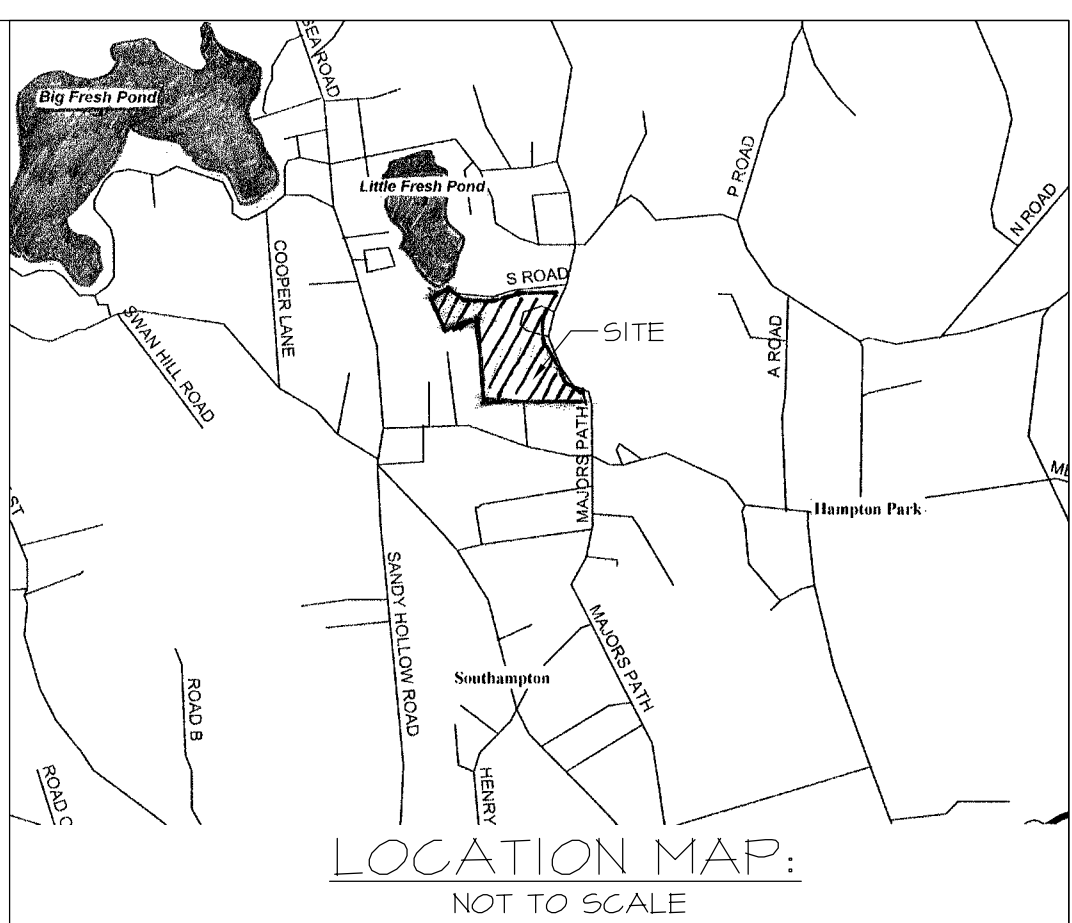 SEA ROAD
Big Fresh Pond
Little Fresh Pond
P ROAD
N ROAD
COOPER LANE
S ROAD
SWAN HILL ROAD
SITE
A ROAD
MAJORS PATH
ST
Hampton Park
SANDY HOLLOW ROAD
MAJORS PATH
Southampton
ROAD B
ROAD
HENRY
LOCATION MAP:
NOT TO SCALE